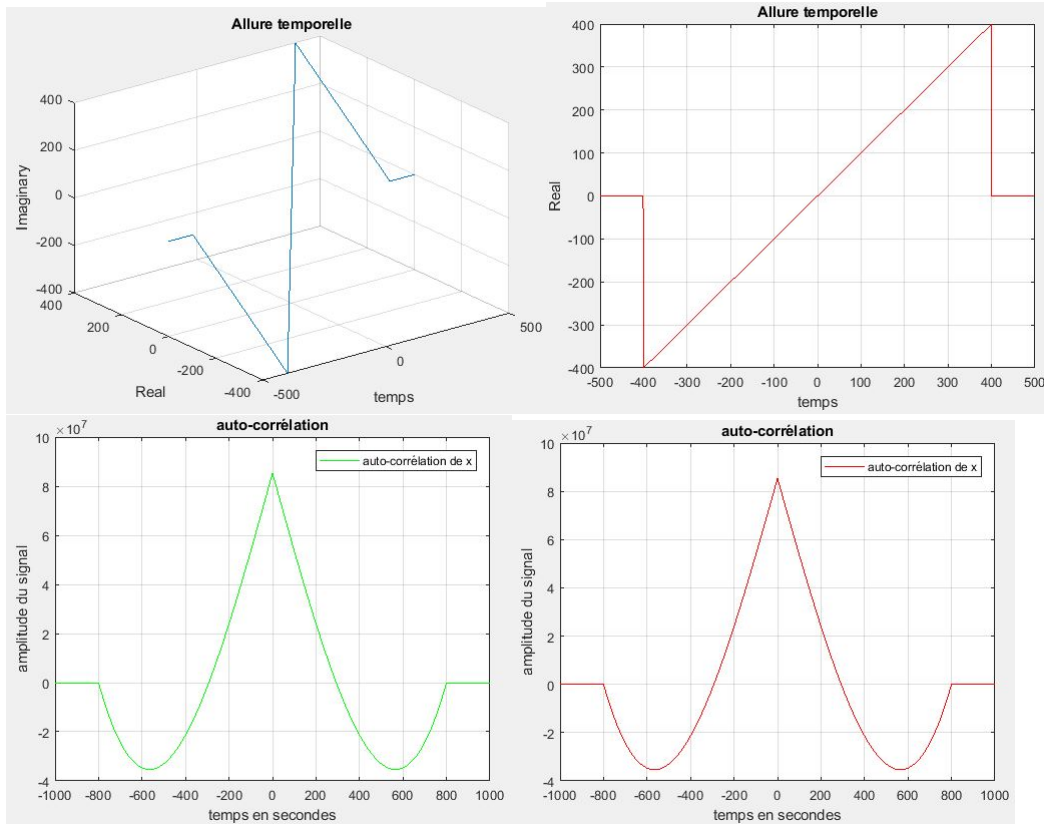 Allure temporelle
400
200
0
-200
-400
Imaginary
400
200
0
-200
-400
Real
-500
0
500
temps
Allure temporelle
400
300
200
100
0
-100
-200
-300
-400
Real
-500 -400 -300 -200 -100 0 100 200 300 400 500
temps
auto-corrélation
×10⁷
10
8
6
4
2
0
-2
-4
amplitude du signal
auto-corrélation de x
-1000 -800 -600 -400 -200 0 200 400 600 800 1000
temps en secondes
auto-corrélation
×10⁷
10
8
6
4
2
0
-2
-4
amplitude du signal
auto-corrélation de x
-1000 -800 -600 -400 -200 0 200 400 600 800 1000
temps en secondes